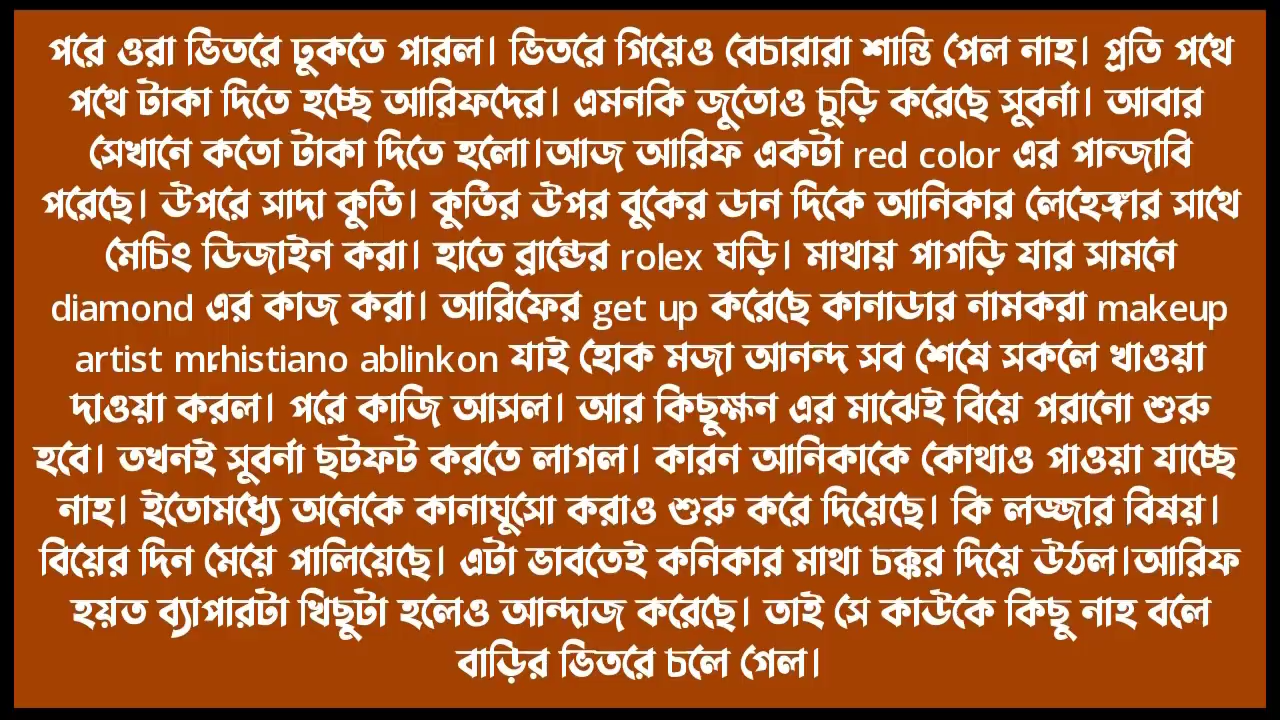 পরে ওরা ভিতরে ঢুকতে পারল। ভিতরে গিয়েও বেচারারা শান্তি পেল নাহ। প্রতি পথে
পথে টাকা দিতে হচ্ছে আরিফদের। এমনকি জুতোও চুড়ি করেছে সুবর্না। আবার
সেখানে কতো টাকা দিতে হলো।আজ আরিফ একটা red color এর পান্জাবি
পরেছে। উপরে সাদা কুর্তি। কুর্তির উপর বুকের ডান দিকে আনিকার লেহেঙ্গার সাথে
মেচিং ডিজাইন করা। হাতে ব্রান্ডের rolex ঘড়ি। মাথায় পাগড়ি যার সামনে
diamond এর কাজ করা। আরিফের get up করেছে কানাডার নামকরা makeup
artist mr.histiano ablinkon যাই হোক মজা আনন্দ সব শেষে সকলে খাওয়া
দাওয়া করল। পরে কাজি আসল। আর কিছুক্ষন এর মাঝেই বিয়ে পরানো শুরু
হবে। তখনই সুবর্না ছটফট করতে লাগল। কারন আনিকাকে কোথাও পাওয়া যাচ্ছে
নাহ। ইতোমধ্যে অনেকে কানাঘুসো করাও শুরু করে দিয়েছে। কি লজ্জার বিষয়।
বিয়ের দিন মেয়ে পালিয়েছে। এটা ভাবতেই কনিকার মাথা চক্কর দিয়ে উঠল।আরিফ
হয়ত ব্যাপারটা খিছুটা হলেও আন্দাজ করেছে। তাই সে কাউকে কিছু নাহ বলে
বাড়ির ভিতরে চলে গেল।